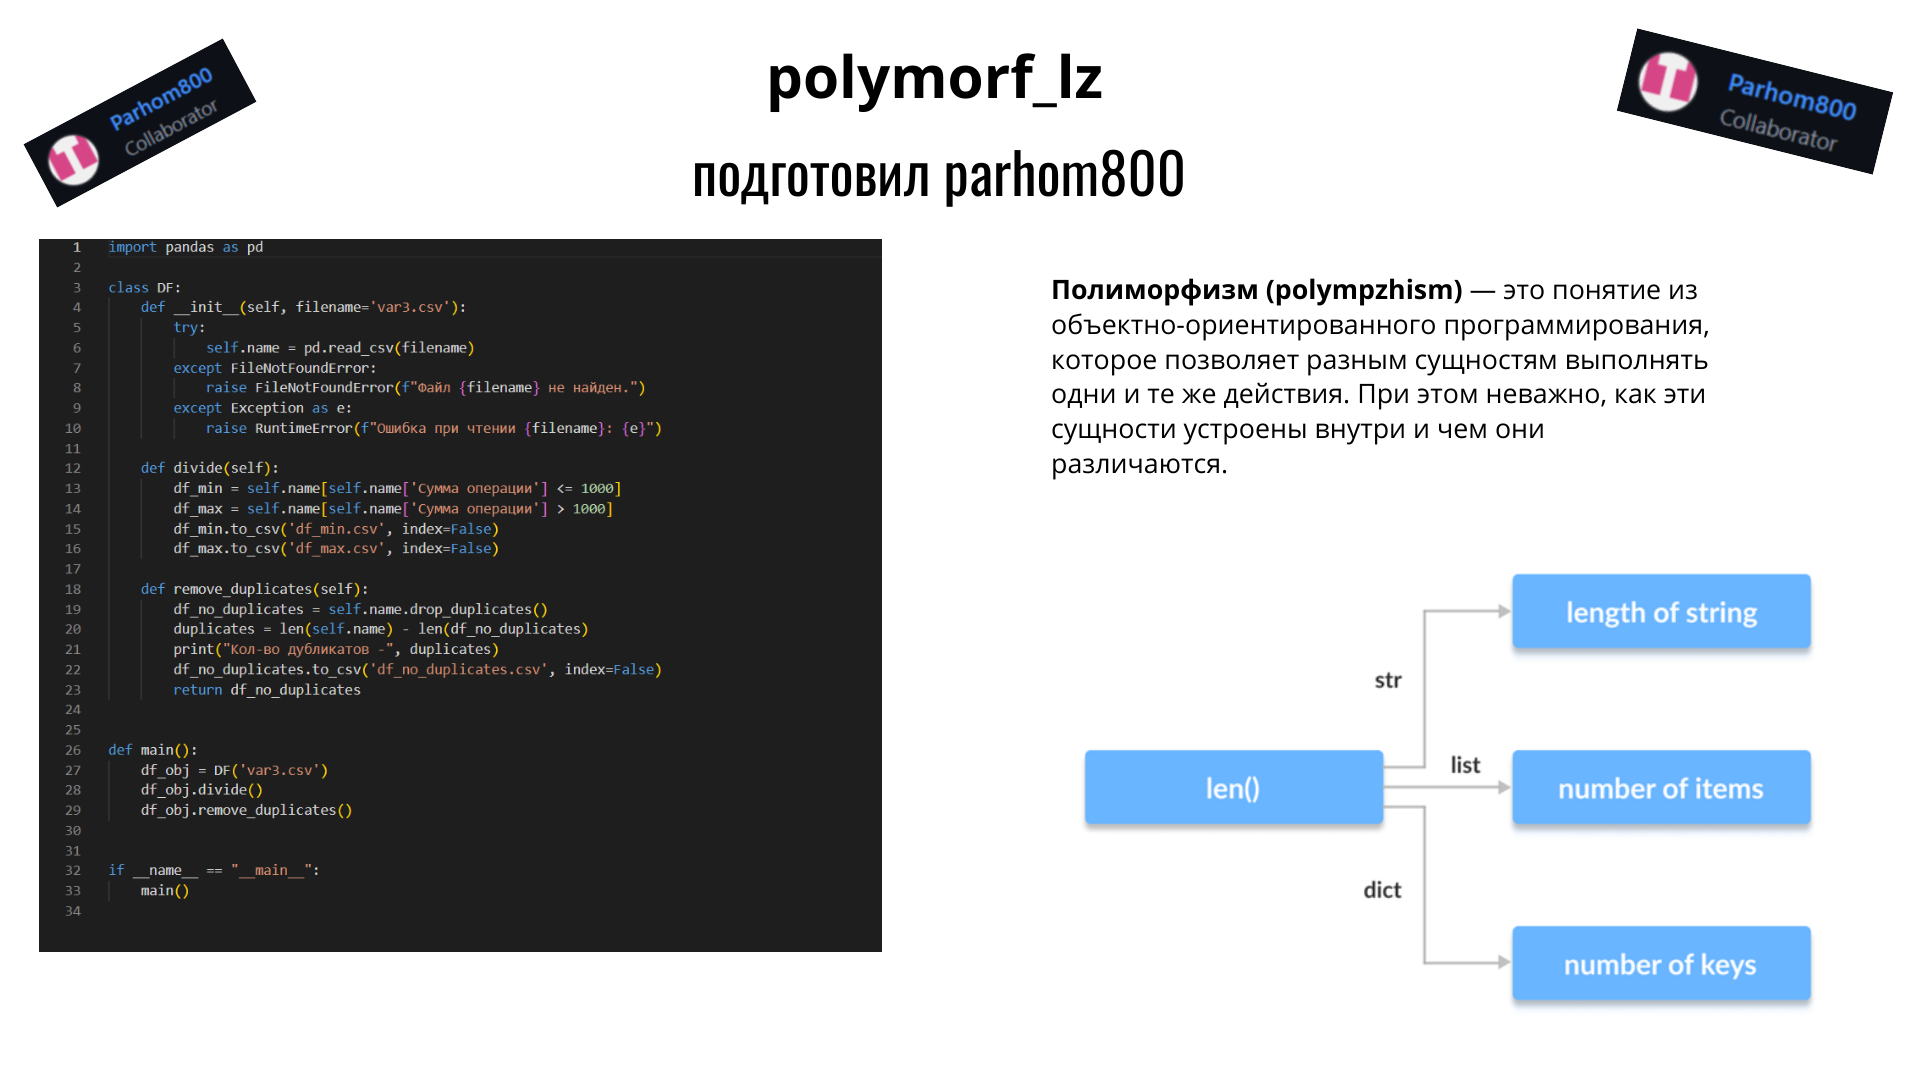 Parhom800
Collaborator
polymorf_lz
подготовил parhom800
Parhom800
Collaborator
1 import pandas as pd
2
3 class DF:
4     def __init__(self, filename='var3.csv'):
5         try:
6             self.name = pd.read_csv(filename)
7         except FileNotFoundError:
8             raise FileNotFoundError(f"Файл {filename} не найден.")
9         except Exception as e:
10             raise RuntimeError(f"Ошибка при чтении {filename}: {e}")
11
12     def divide(self):
13         df_min = self.name[self.name['Сумма операции'] <= 1000]
14         df_max = self.name[self.name['Сумма операции'] > 1000]
15         df_min.to_csv('df_min.csv', index=False)
16         df_max.to_csv('df_max.csv', index=False)
17
18     def remove_duplicates(self):
19         df_no_duplicates = self.name.drop_duplicates()
20         duplicates = len(self.name) - len(df_no_duplicates)
21         print("Кол-во дубликатов -", duplicates)
22         df_no_duplicates.to_csv('df_no_duplicates.csv', index=False)
23         return df_no_duplicates
24
25
26 def main():
27     df_obj = DF('var3.csv')
28     df_obj.divide()
29     df_obj.remove_duplicates()
30
31
32 if __name__ == "__main__":
33     main()
34
Полиморфизм (polympzhism) — это понятие из
объектно-ориентированного программирования,
которое позволяет разным сущностям выполнять
одни и те же действия. При этом неважно, как эти
сущности устроены внутри и чем они
различаются.
length of string
str
list
len()
number of items
dict
number of keys